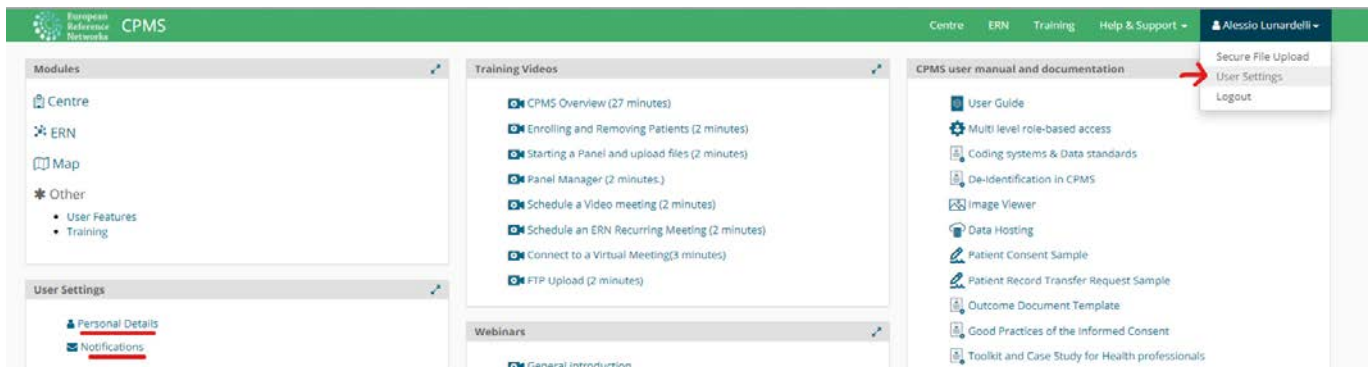 European
Reference
Networks
CPMS
Centre
ERN
Training
Help & Support
Alessio Lunardelli
Secure File Upload
User Settings
Logout
Modules
Centre
ERN
Map
Other
User Features
Training
User Settings
Personal Details
Notifications
Training Videos
CPMS Overview (27 minutes)
Enrolling and Removing Patients (2 minutes)
Starting a Panel and upload files (2 minutes)
Panel Manager (2 minutes.)
Schedule a Video meeting (2 minutes)
Schedule an ERN Recurring Meeting (2 minutes)
Connect to a Virtual Meeting(3 minutes)
FTP Upload (2 minutes)
Webinars
General introduction
CPMS user manual and documentation
User Guide
Multi level role-based access
Coding systems & Data standards
De-Identification in CPMS
Image Viewer
Data Hosting
Patient Consent Sample
Patient Record Transfer Request Sample
Outcome Document Template
Good Practices of the Informed Consent
Toolkit and Case Study for Health professionals